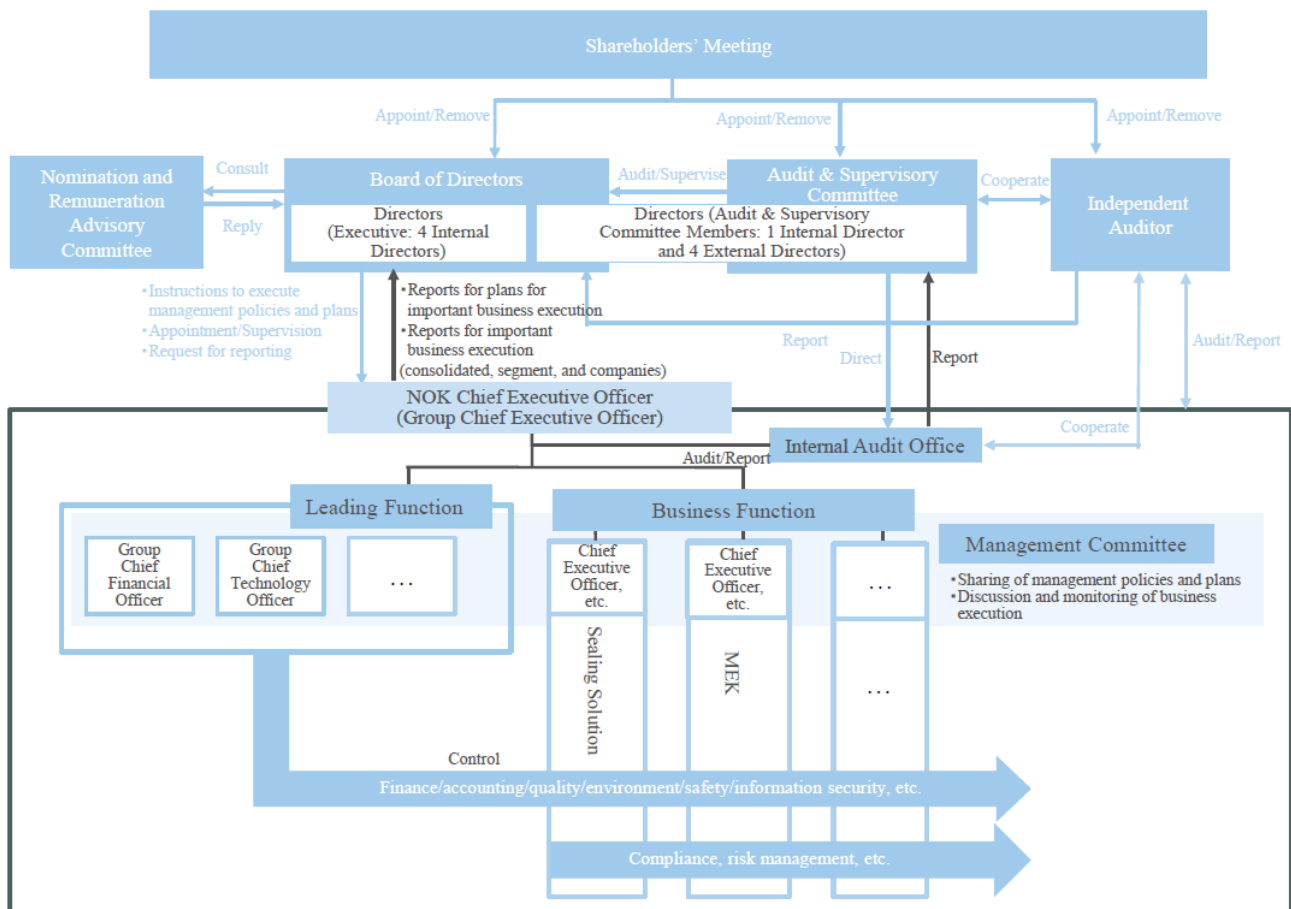 Shareholders’ Meeting
Appoint/Remove
Appoint/Remove
Appoint/Remove
Nomination and
Remuneration
Advisory
Committee
Consult
Reply
Board of Directors
Directors
(Executive: 4 Internal
Directors)
Audit/Supervise
Audit & Supervisory
Committee
Directors (Audit & Supervisory
Committee Members: 1 Internal Director
and 4 External Directors)
Cooperate
Independent
Auditor
•Instructions to execute
management policies and plans
•Appointment/Supervision
•Request for reporting
•Reports for plans for
important business execution
•Reports for important
business execution
(consolidated, segment, and companies)
Report
Direct
Report
Audit/Report
NOK Chief Executive Officer
(Group Chief Executive Officer)
Cooperate
Internal Audit Office
Audit/Report
Leading Function
Business Function
Group
Chief
Financial
Officer
Group
Chief
Technology
Officer
...
Chief
Executive
Officer,
etc.
Chief
Executive
Officer,
etc.
...
Management Committee
•Sharing of management policies and plans
•Discussion and monitoring of business
execution
Sealing Solution
MEK
...
Control
Finance/accounting/quality/environment/safety/information security, etc.
Compliance, risk management, etc.